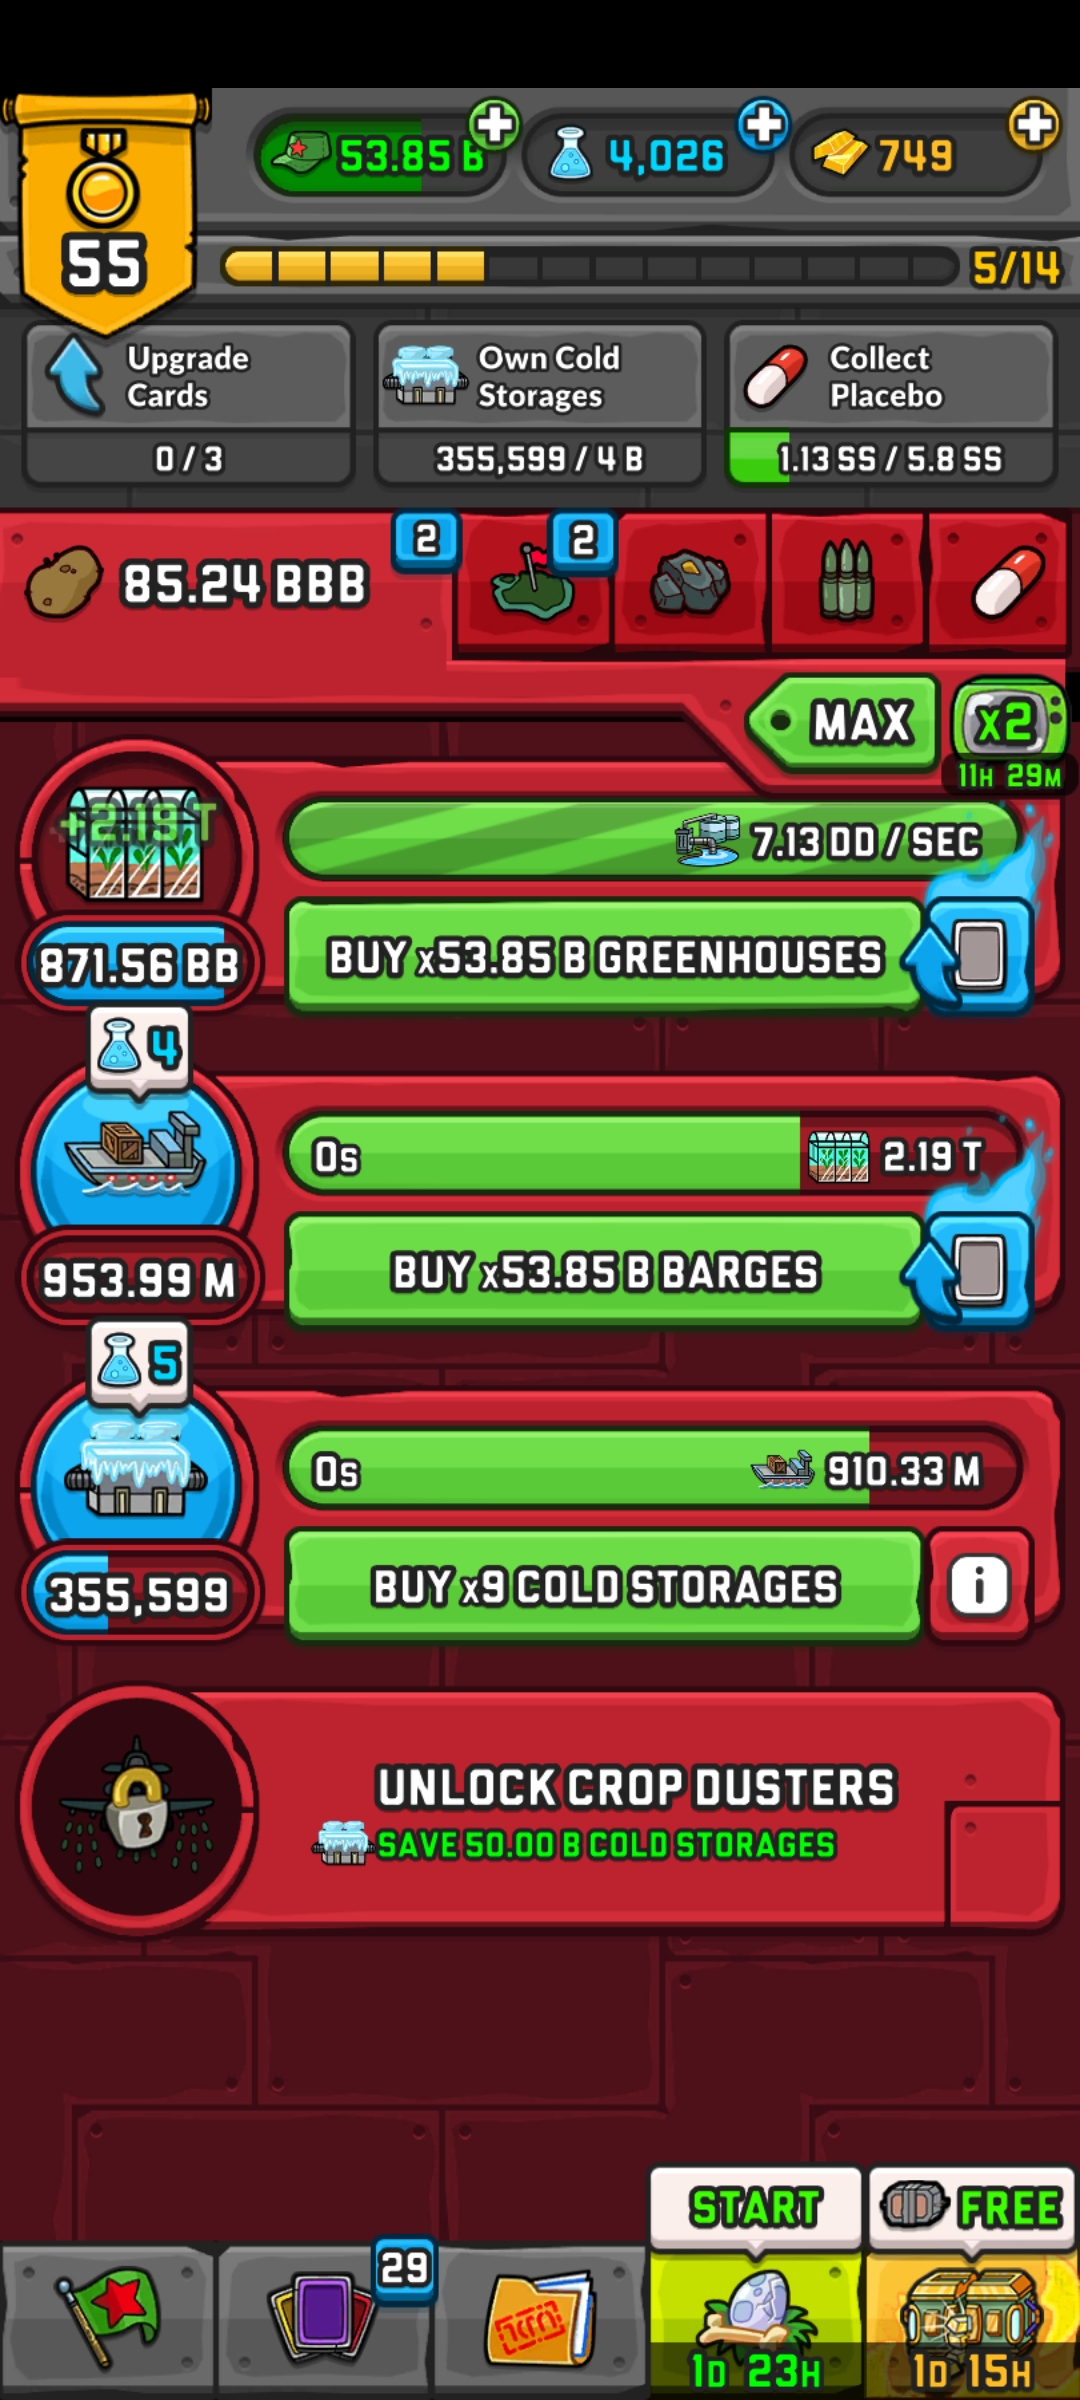 55
53.85 B
4,026
749
5/14
Upgrade
Cards
0 / 3
Own Cold
Storages
355,599 / 4 B
Collect
Placebo
1.13 SS / 5.8 SS
85.24 BBB
2
2
MAX
x2
11H 29M
+2.19 T
7.13 DD / SEC
871.56 BB
BUY x53.85 B GREENHOUSES
4
0s
2.19 T
953.99 M
BUY x53.85 B BARGES
5
0s
910.33 M
355,599
BUY x9 COLD STORAGES
i
UNLOCK CROP DUSTERS
SAVE 50.00 B COLD STORAGES
START
FREE
29
1D 23H
1D 15H